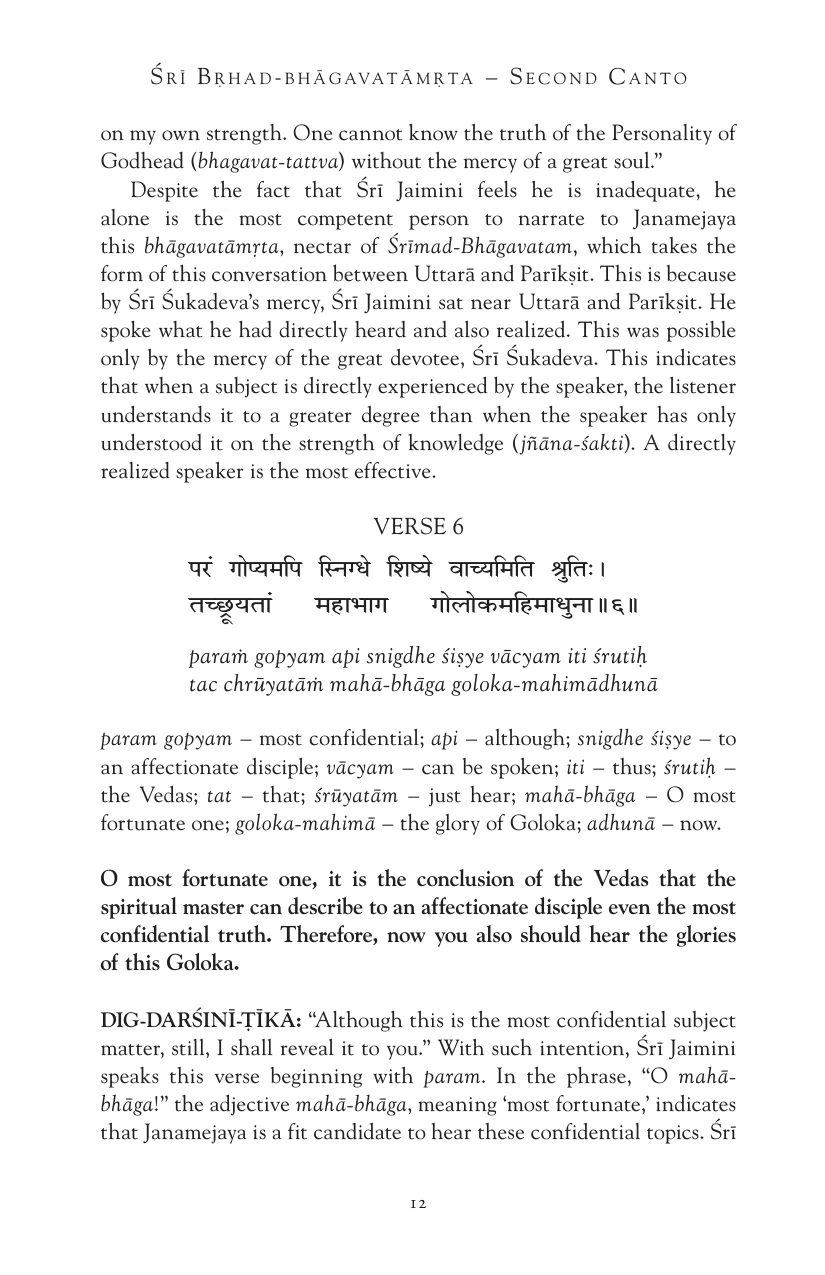 ŚRĪ BṚHAD-BHĀGAVATĀMṚTA – SECOND CANTO
on my own strength. One cannot know the truth of the Personality of
Godhead (bhagavat-tattva) without the mercy of a great soul.”
Despite the fact that Śrī Jaimini feels he is inadequate, he
alone is the most competent person to narrate to Janamejaya
this bhāgavatāmṛta, nectar of Śrīmad-Bhāgavatam, which takes the
form of this conversation between Uttarā and Parīkṣit. This is because
by Śrī Śukadeva’s mercy, Śrī Jaimini sat near Uttarā and Parīkṣit. He
spoke what he had directly heard and also realized. This was possible
only by the mercy of the great devotee, Śrī Śukadeva. This indicates
that when a subject is directly experienced by the speaker, the listener
understands it to a greater degree than when the speaker has only
understood it on the strength of knowledge (jñāna-śakti). A directly
realized speaker is the most effective.
VERSE 6
परं गोप्यमपि स्निग्धे शिष्ये वाच्यमिति श्रुतिः।
तच्छ्रूयतां महाभाग गोलोकमहिमाधुना॥६॥
paraṁ gopyam api snigdhe śiṣye vācyam iti śrutiḥ
tac chrūyatāṁ mahā-bhāga goloka-mahimādhunā
param gopyam – most confidential; api – although; snigdhe śiṣye – to
an affectionate disciple; vācyam – can be spoken; iti – thus; śrutiḥ –
the Vedas; tat – that; śrūyatām – just hear; mahā-bhāga – O most
fortunate one; goloka-mahimā – the glory of Goloka; adhunā – now.
O most fortunate one, it is the conclusion of the Vedas that the
spiritual master can describe to an affectionate disciple even the most
confidential truth. Therefore, now you also should hear the glories
of this Goloka.
DIG-DARŚINĪ-ṬĪKĀ: “Although this is the most confidential subject
matter, still, I shall reveal it to you.” With such intention, Śrī Jaimini
speaks this verse beginning with param. In the phrase, “O mahā-
bhāga!” the adjective mahā-bhāga, meaning ‘most fortunate,’ indicates
that Janamejaya is a fit candidate to hear these confidential topics. Śrī
12